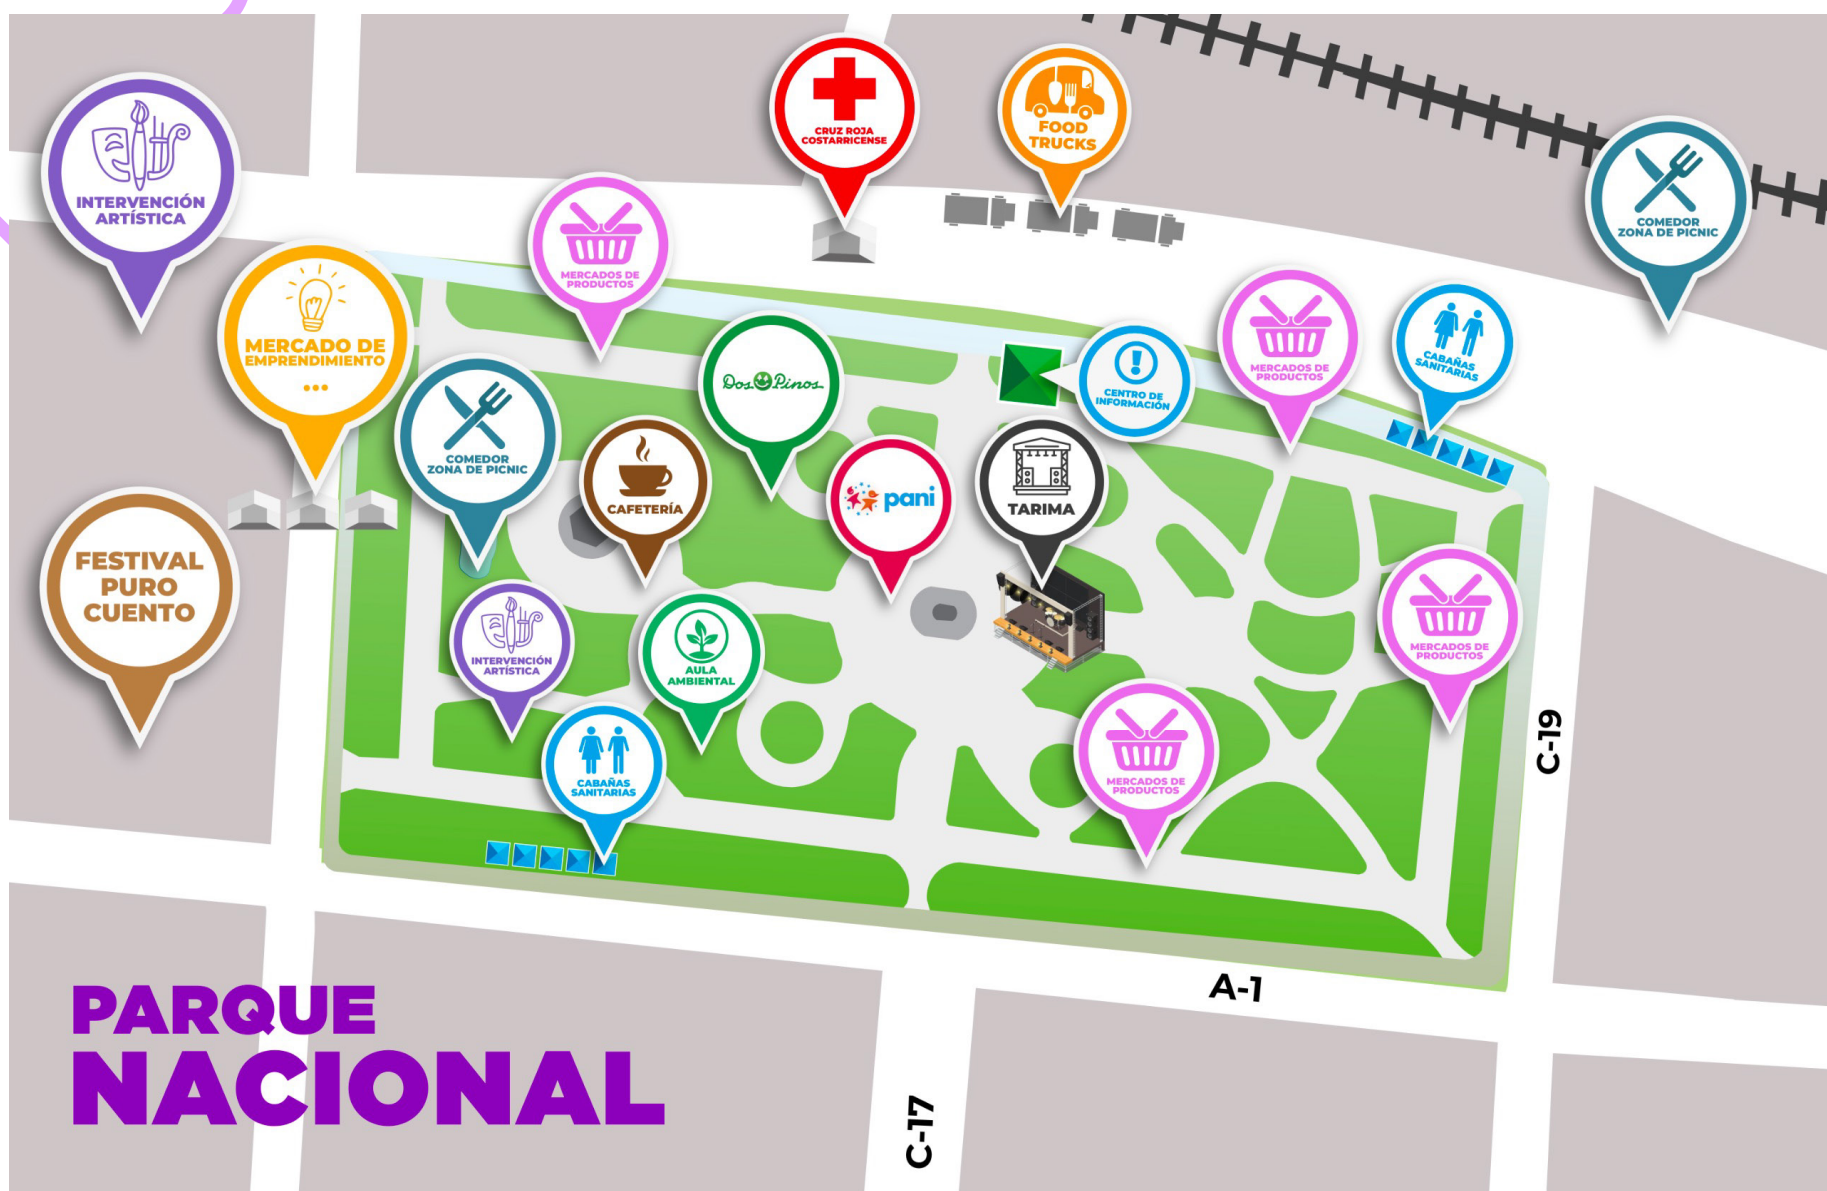 CRUZ ROJA
COSTARRICENSE
FOOD
TRUCKS
INTERVENCIÓN
ARTÍSTICA
COMEDOR
ZONA DE PICNIC
MERCADOS DE
PRODUCTOS
MERCADO DE
EMPRENDIMIENTO
...
Dos Pinos
CENTRO DE
INFORMACIÓN
MERCADOS DE
PRODUCTOS
CABAÑAS
SANITARIAS
COMEDOR
ZONA DE PICNIC
CAFETERÍA
pani
TARIMA
FESTIVAL
PURO
CUENTO
INTERVENCIÓN
ARTÍSTICA
AULA
AMBIENTAL
MERCADOS DE
PRODUCTOS
CABAÑAS
SANITARIAS
MERCADOS DE
PRODUCTOS
C-19
A-1
C-17
PARQUE
NACIONAL